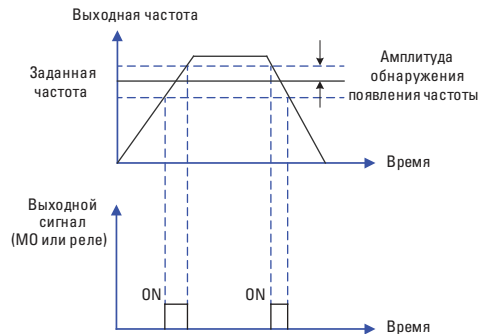 Выходная частота
Заданная
частота
Амплитуда
обнаружения
появления частоты
Время
Выходной
сигнал
(МО или реле)
ON
ON
Время